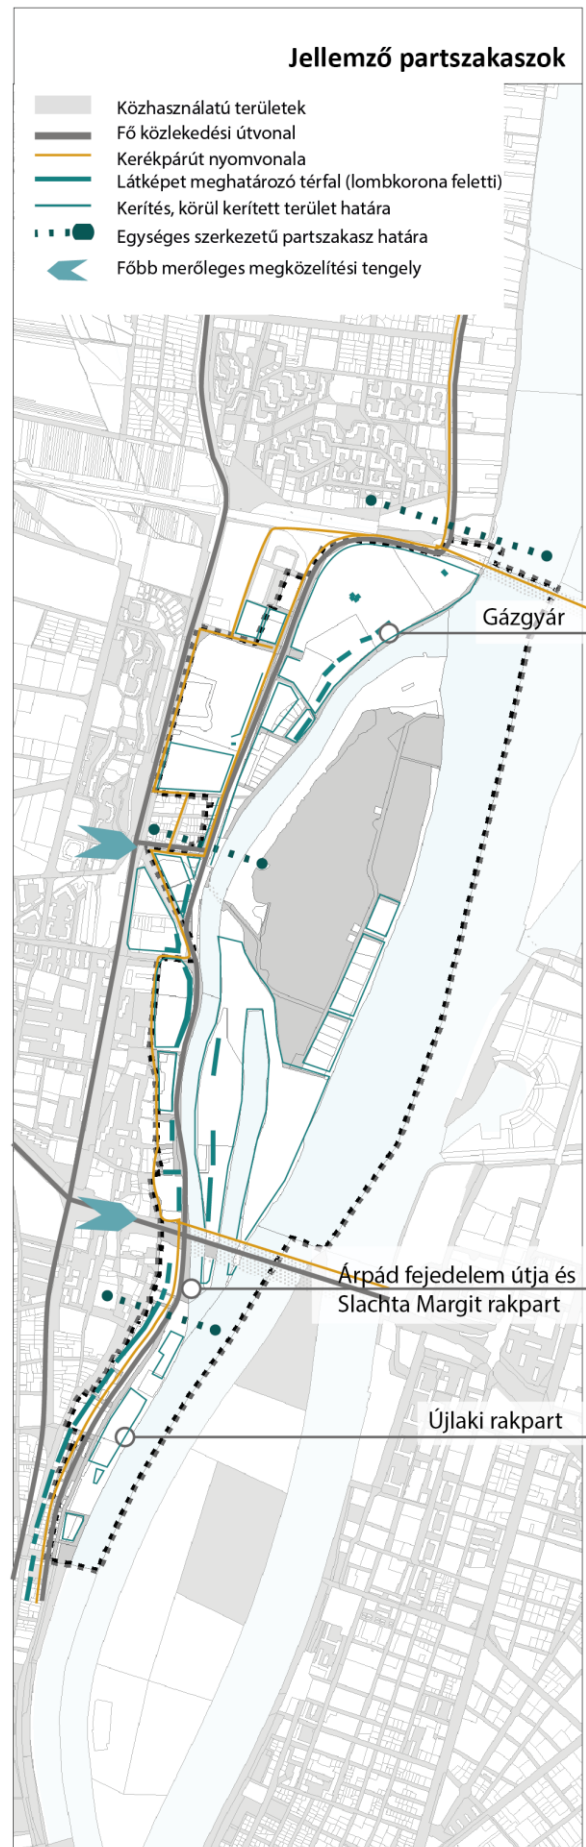 Jellemző partszakaszok
Közhasználatú területek
Fő közlekedési útvonal
Kerékpárút nyomvonala
Látképet meghatározó térfal (lombkorona feletti)
Kerítés, körül kerített terület határa
Egységes szerkezetű partszakasz határa
Főbb merőleges megközelítési tengely
Gázgyár
Árpád fejedelem útja és
Slachta Margit rakpart
Újlaki rakpart